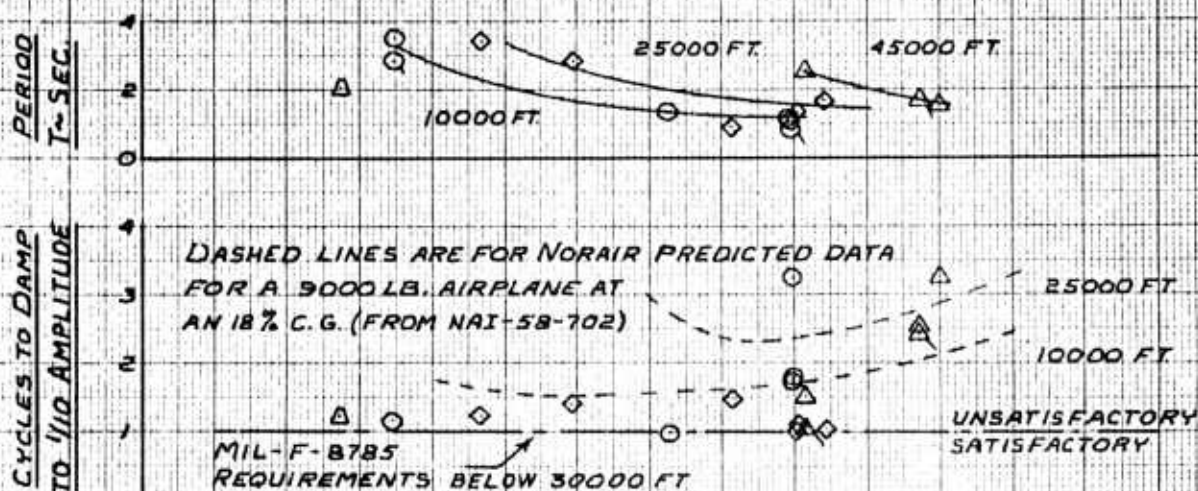 PERIOD
T~SEC.
4
2
0
25000 FT.
45000 FT.
10000 FT.
CYCLES TO DAMP
TO 1/10 AMPLITUDE
4
3
2
1
DASHED LINES ARE FOR NORAIR PREDICTED DATA
FOR A 9000 LB. AIRPLANE AT
AN 18% C.G. (FROM NAI-58-702)
25000 FT.
10000 FT.
UNSATISFACTORY
SATISFACTORY
MIL-F-8785
REQUIREMENTS BELOW 30000 FT